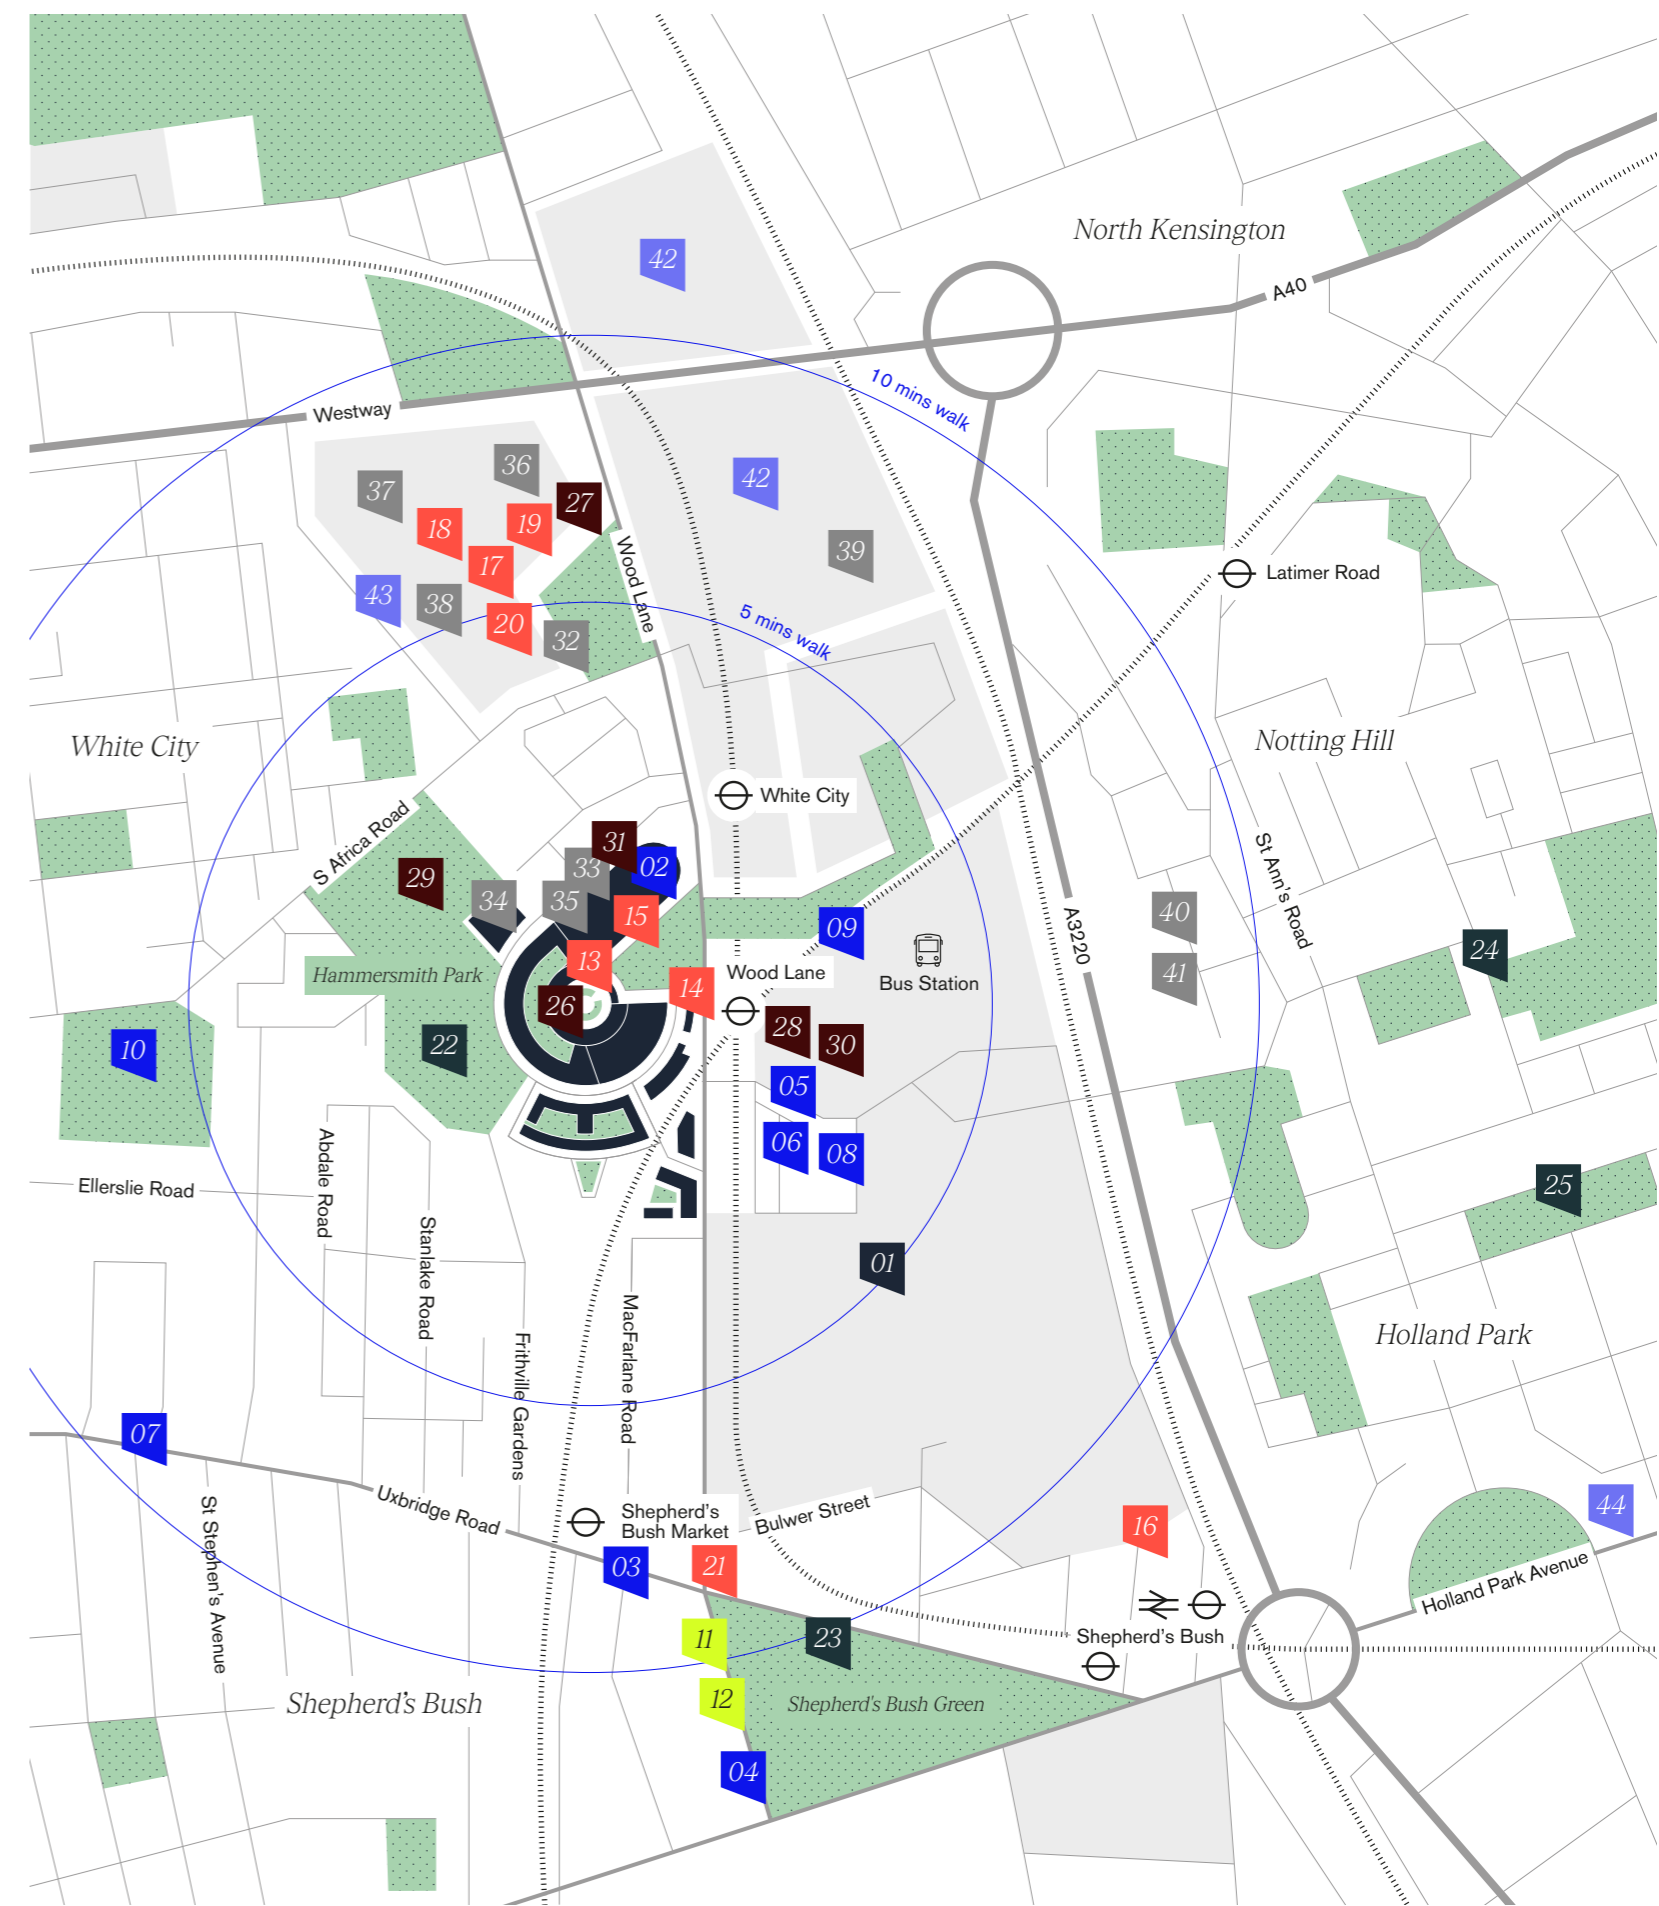 North Kensington
42
A40
10 mins walk
Westway
36
37
42
27
18
19
39
17
Wood Lane
Latimer Road
43
38
20
5 mins walk
32
White City
Notting Hill
White City
S Africa Road
31
33
02
29
34
35
15
40
St Ann's Road
09
A3220
24
13
Hammersmith Park
Wood Lane
Bus Station
41
14
26
28
30
10
22
05
06
08
Abdale Road
Ellerslie Road
25
Stanlake Road
01
MacFarlane Road
Frithville Gardens
Holland Park
07
Uxbridge Road
St Stephen's Avenue
Shepherd's
Bush Market
Bulwer Street
44
16
03
21
Holland Park Avenue
11
23
Shepherd's Bush
12
Shepherd's Bush
Shepherd's Bush Green
04